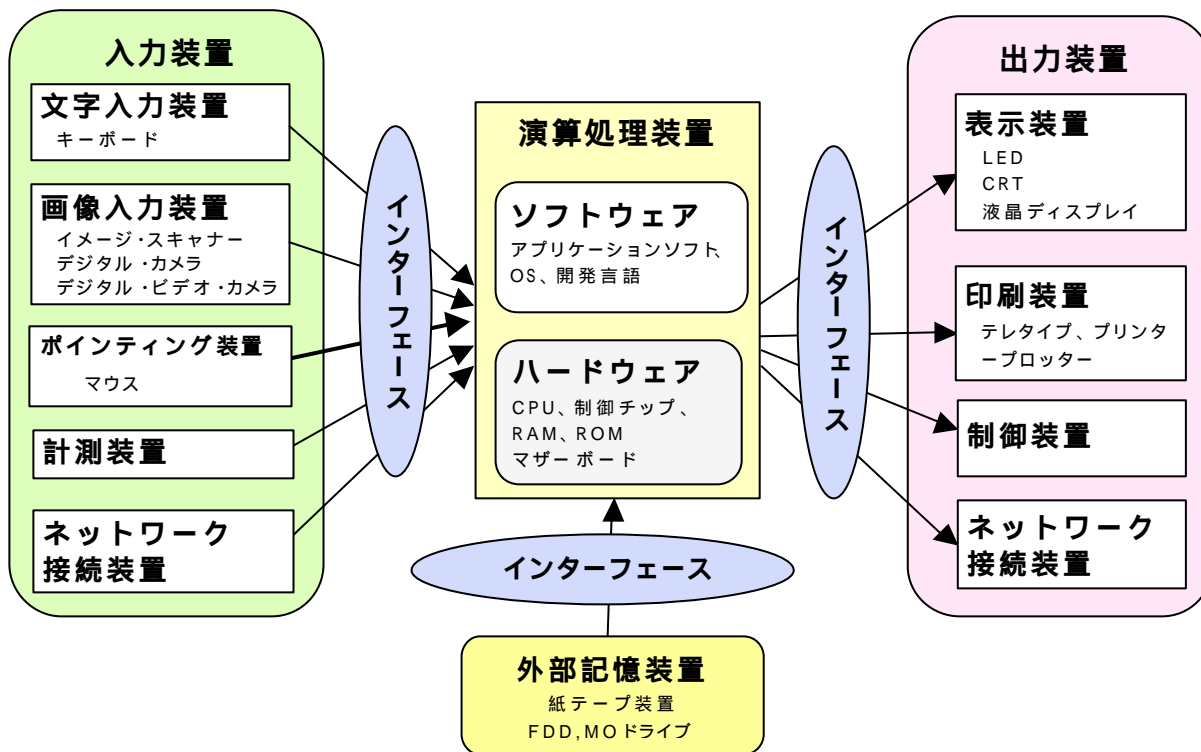 入力装置
文字入力装置
キーボード
画像入力装置
イメージ・スキャナー
デジタル・カメラ
デジタル・ビデオ・カメラ
ポインティング装置
マウス
計測装置
ネットワーク
接続装置
インターフェース
演算処理装置
ソフトウェア
アプリケーションソフト、
OS、開発言語
ハードウェア
CPU、制御チップ、
RAM、ROM
マザーボード
インターフェース
外部記憶装置
紙テープ装置
FDD,MOドライブ
インターフェース
出力装置
表示装置
LED
CRT
液晶ディスプレイ
印刷装置
テレタイプ、プリンタ
ープロッター
制御装置
ネットワーク
接続装置